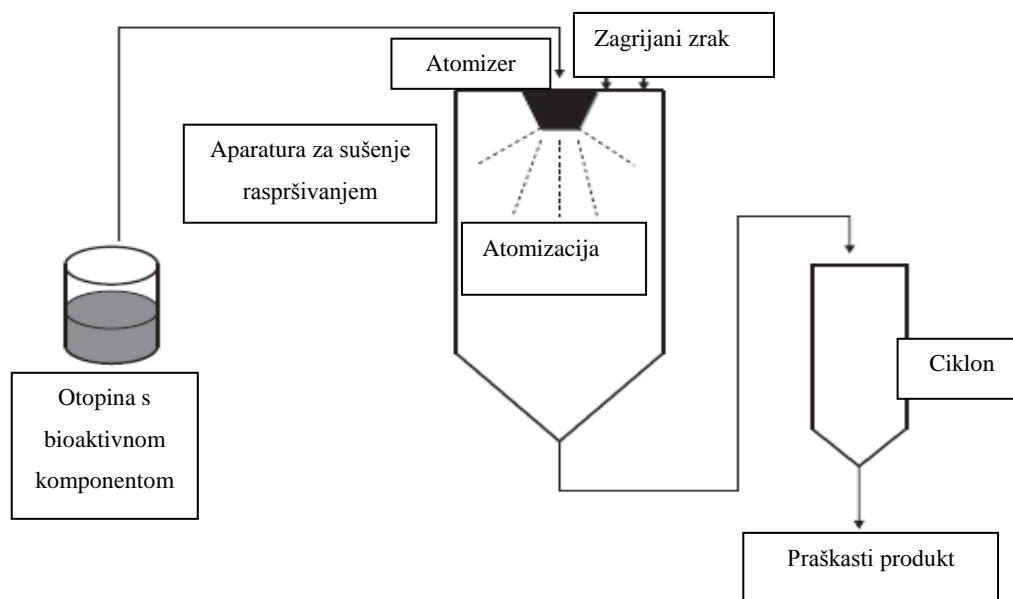 Zagrijani zrak
Atomizer
Aparatura za sušenje
raspršivanjem
Atomizacija
Ciklon
Otopina s
bioaktivnom
komponentom
Praškasti produkt